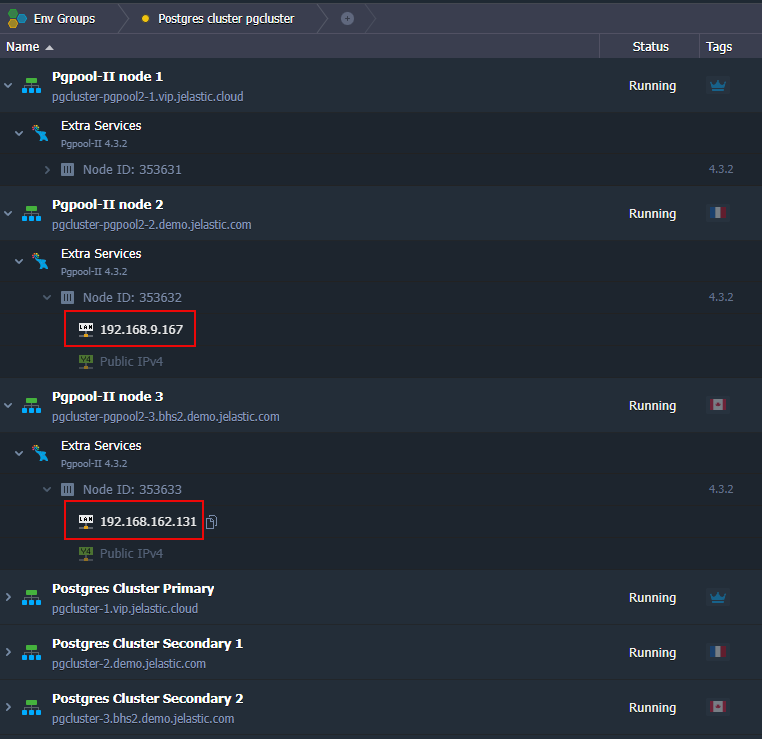 Env Groups
Postgres cluster pgcluster
Name
Status
Tags
Pgpool-II node 1
pgcluster-pgpool2-1.vip.jelastic.cloud
Running
Extra Services
Pgpool-II 4.3.2
Node ID: 353631
4.3.2
Pgpool-II node 2
pgcluster-pgpool2-2.demo.jelastic.com
Running
Extra Services
Pgpool-II 4.3.2
Node ID: 353632
4.3.2
LAN 192.168.9.167
V4 Public IPv4
Pgpool-II node 3
pgcluster-pgpool2-3.bhs2.demo.jelastic.com
Running
Extra Services
Pgpool-II 4.3.2
Node ID: 353633
4.3.2
LAN 192.168.162.131
V4 Public IPv4
Postgres Cluster Primary
pgcluster-1.vip.jelastic.cloud
Running
Postgres Cluster Secondary 1
pgcluster-2.demo.jelastic.com
Running
Postgres Cluster Secondary 2
pgcluster-3.bhs2.demo.jelastic.com
Running